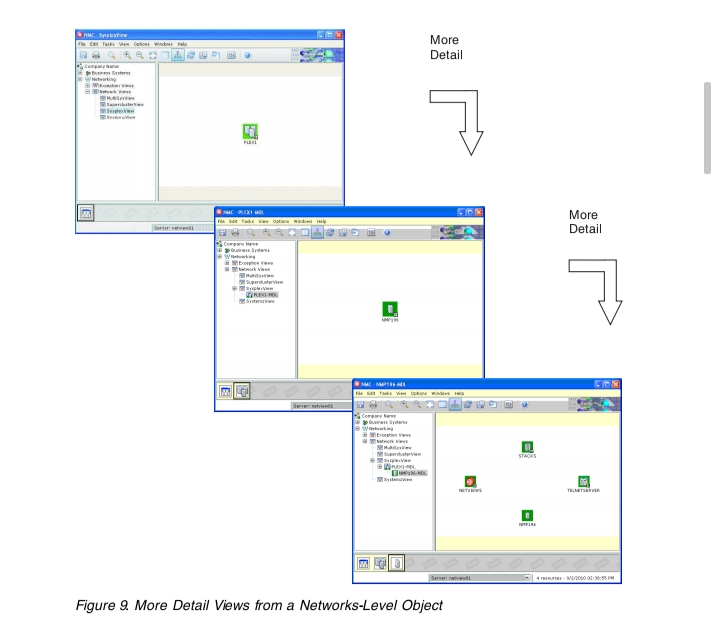 NMC - SysplexView
File Edit Tasks View Options Windows Help
Company Name
Business Systems
Networking
Exception Views
Network Views
MultiSysView
SuperclusterView
SysplexView
SystemsView
PLEX1
Server: netview01
More
Detail
NMC - PLEX1-MDL
File Edit Tasks View Options Windows Help
Company Name
Business Systems
Networking
Exception Views
Network Views
MultiSysView
SuperclusterView
SysplexView
PLEX1-MDL
SystemsView
NMP196
Server: netview01
More
Detail
NMC - NMP196-MDL
File Edit Tasks View Options Windows Help
Company Name
Business Systems
Networking
Exception Views
Network Views
MultiSysView
SuperclusterView
SysplexView
PLEX1-MDL
NMP196-MDL
SystemsView
STACKS
NETVIEWS
TELNETSERVER
NMP196
Server: netview01
4 resources - 9/2/2010 02:38:55 PM
Figure 9. More Detail Views from a Networks-Level Object